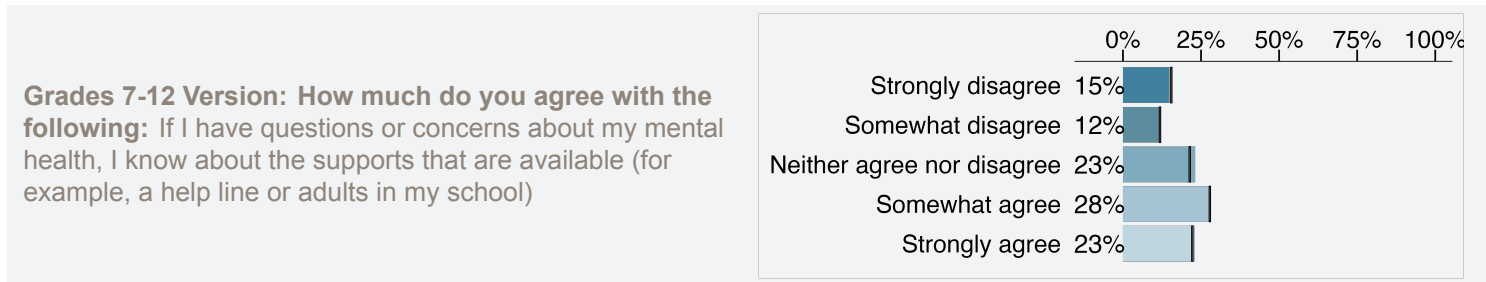 Grades 7-12 Version: How much do you agree with the
following: If I have questions or concerns about my mental
health, I know about the supports that are available (for
example, a help line or adults in my school)
0% 25% 50% 75% 100%
Strongly disagree 15%
Somewhat disagree 12%
Neither agree nor disagree 23%
Somewhat agree 28%
Strongly agree 23%